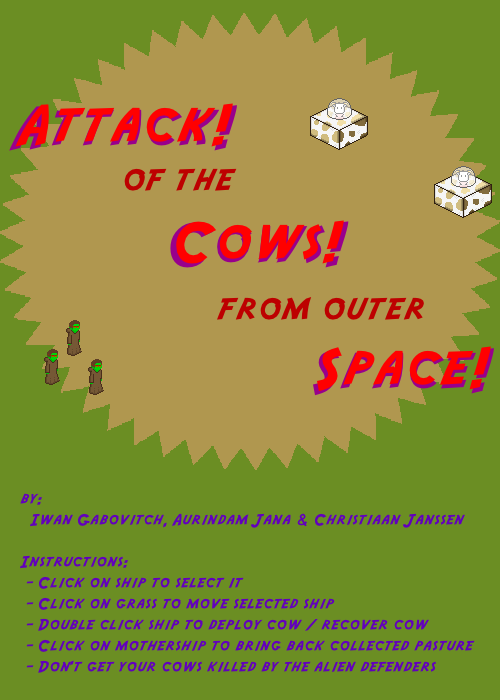 Attack!
of the
Cows!
from outer
Space!
by:
Iwan Gabovitch, Aurindam Jana & Christiaan Janssen
Instructions:
- Click on ship to select it
- Click on grass to move selected ship
- Double click ship to deploy cow / recover cow
- Click on mothership to bring back collected pasture
- Don't get your cows killed by the alien defenders